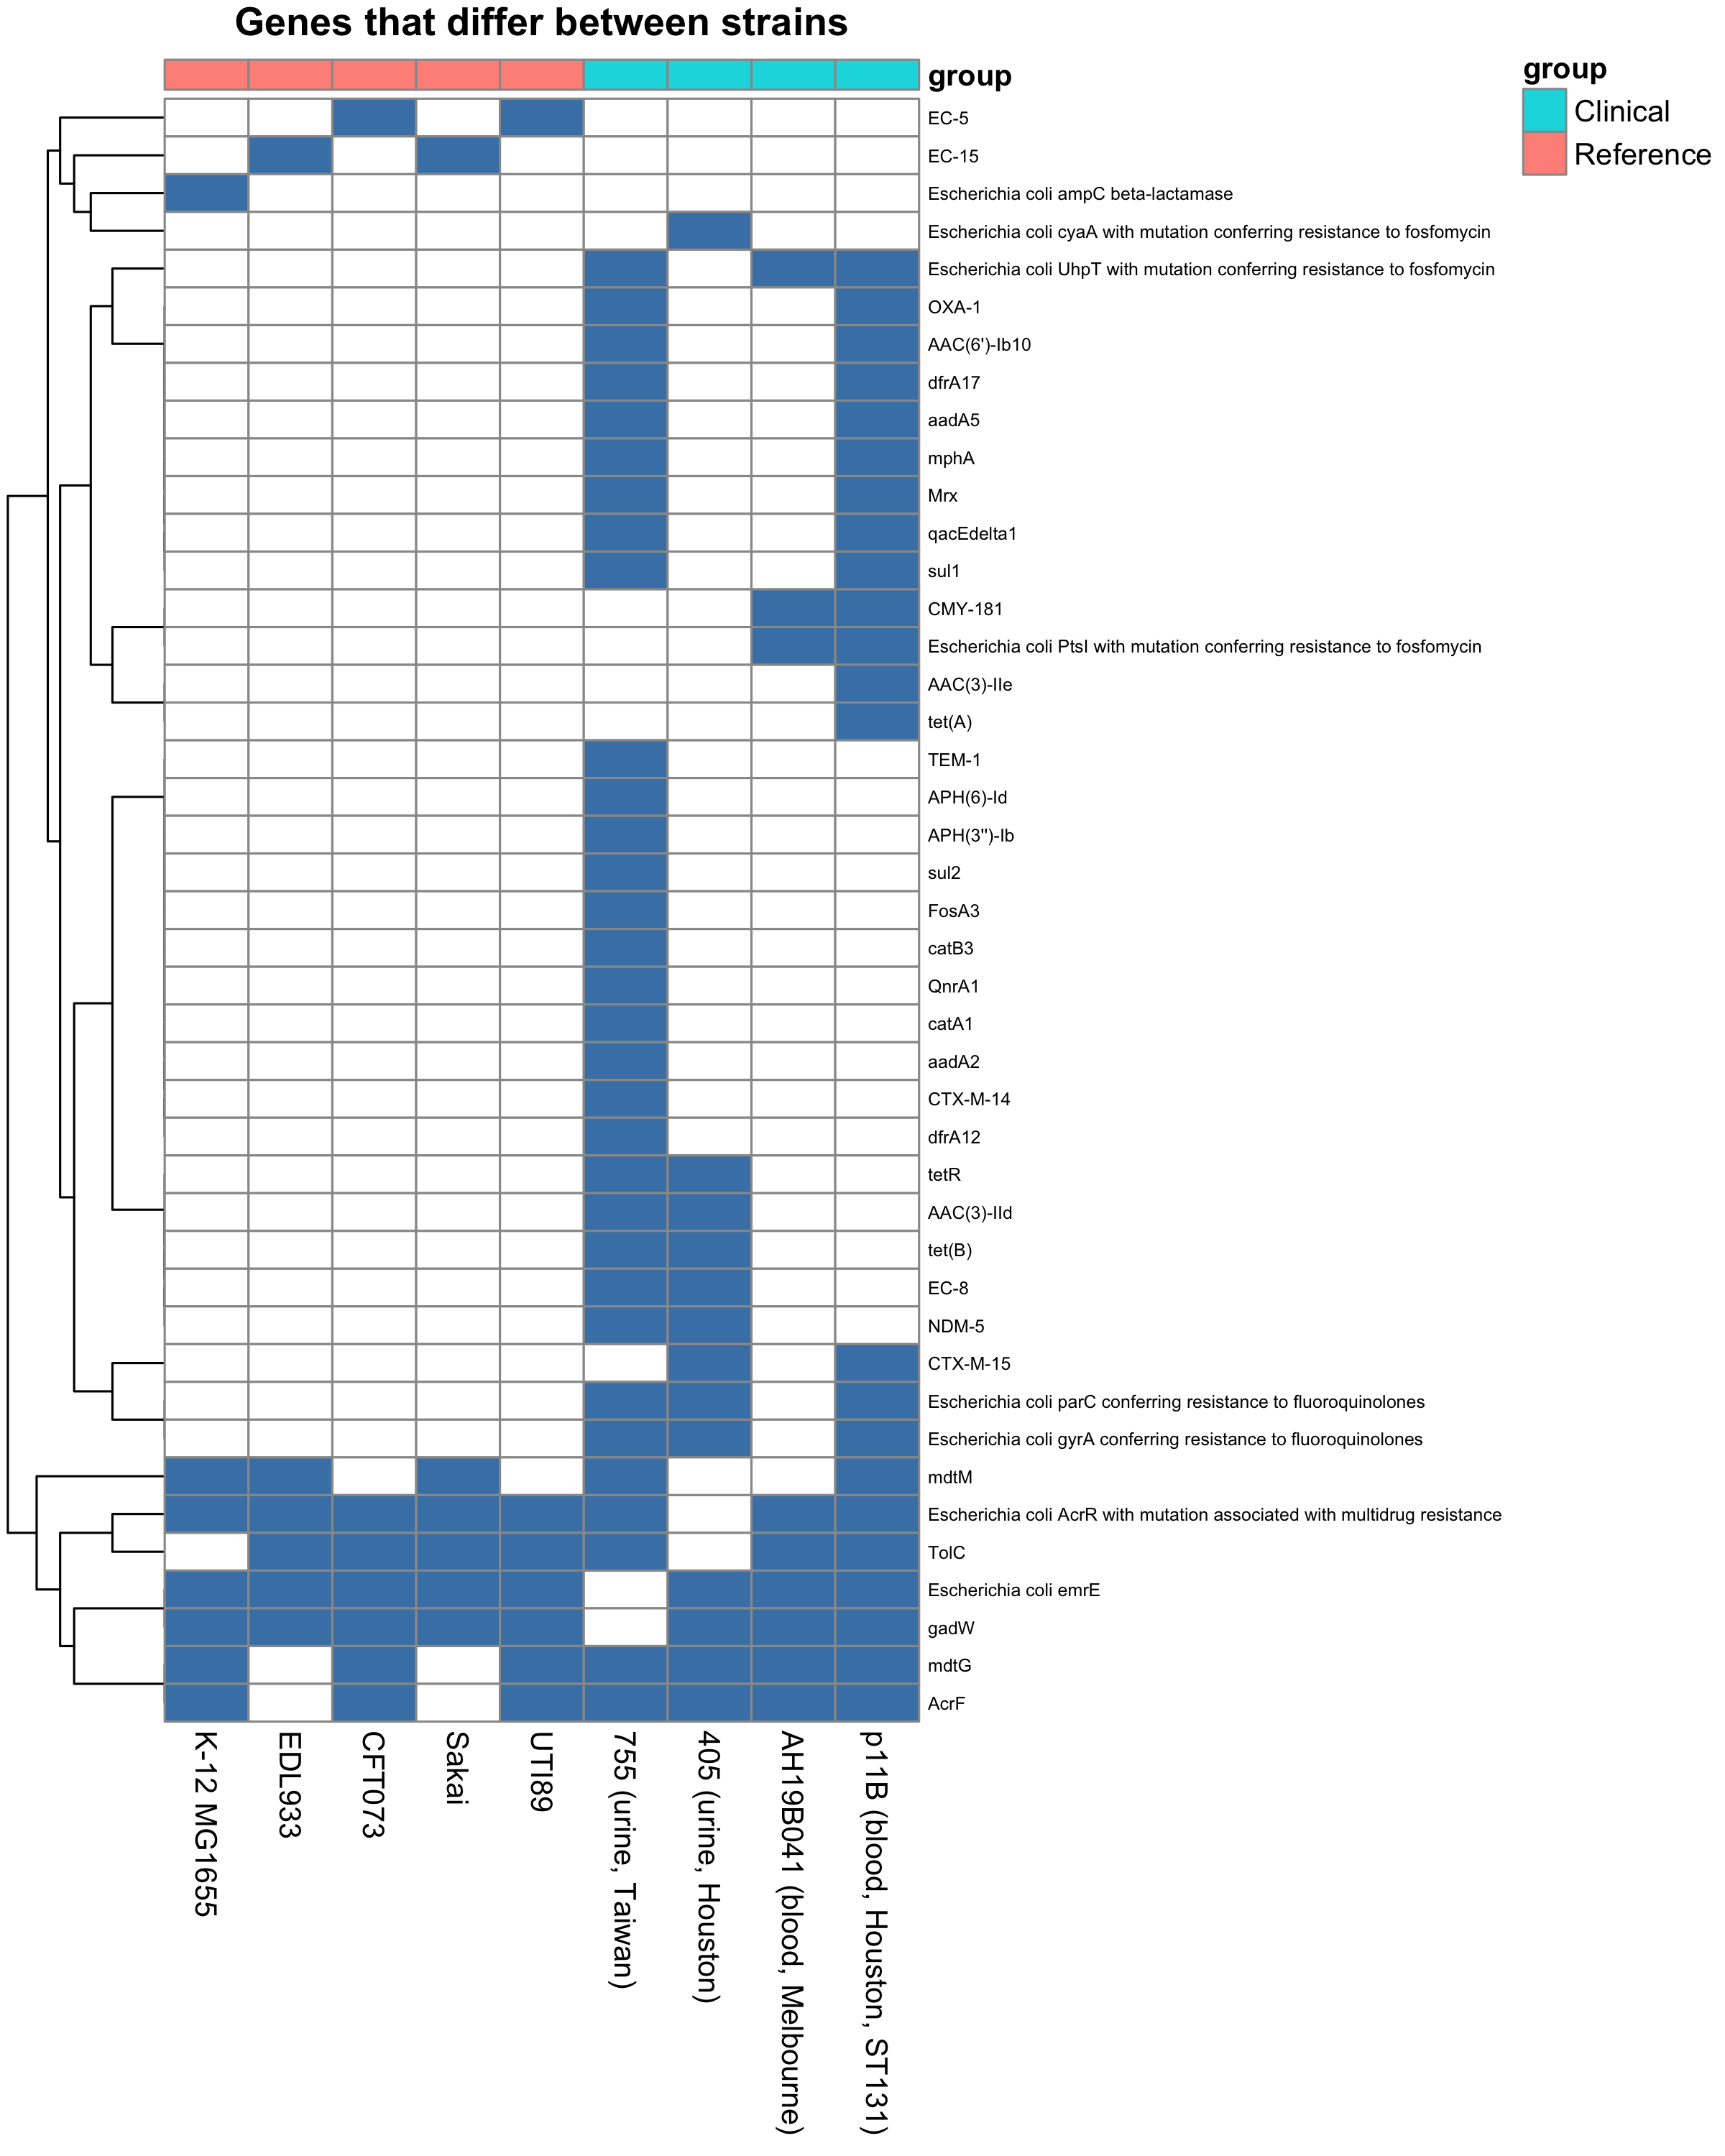 Genes that differ between strains
group
group
Clinical
Reference
EC-5
EC-15
Escherichia coli ampC beta-lactamase
Escherichia coli cyaA with mutation conferring resistance to fosfomycin
Escherichia coli UhpT with mutation conferring resistance to fosfomycin
OXA-1
AAC(6')-Ib10
dfrA17
aadA5
mphA
Mrx
qacEdelta1
sul1
CMY-181
Escherichia coli PtsI with mutation conferring resistance to fosfomycin
AAC(3)-IIe
tet(A)
TEM-1
APH(6)-Id
APH(3'')-Ib
sul2
FosA3
catB3
QnrA1
catA1
aadA2
CTX-M-14
dfrA12
tetR
AAC(3)-IId
tet(B)
EC-8
NDM-5
CTX-M-15
Escherichia coli parC conferring resistance to fluoroquinolones
Escherichia coli gyrA conferring resistance to fluoroquinolones
mdtM
Escherichia coli AcrR with mutation associated with multidrug resistance
TolC
Escherichia coli emrE
gadW
mdtG
AcrF
K-12 MG1655
EDL933
CFT073
Sakai
UTI89
755 (urine, Taiwan)
405 (urine, Houston)
AH19B041 (blood, Melbourne)
p11B (blood, Houston, ST131)